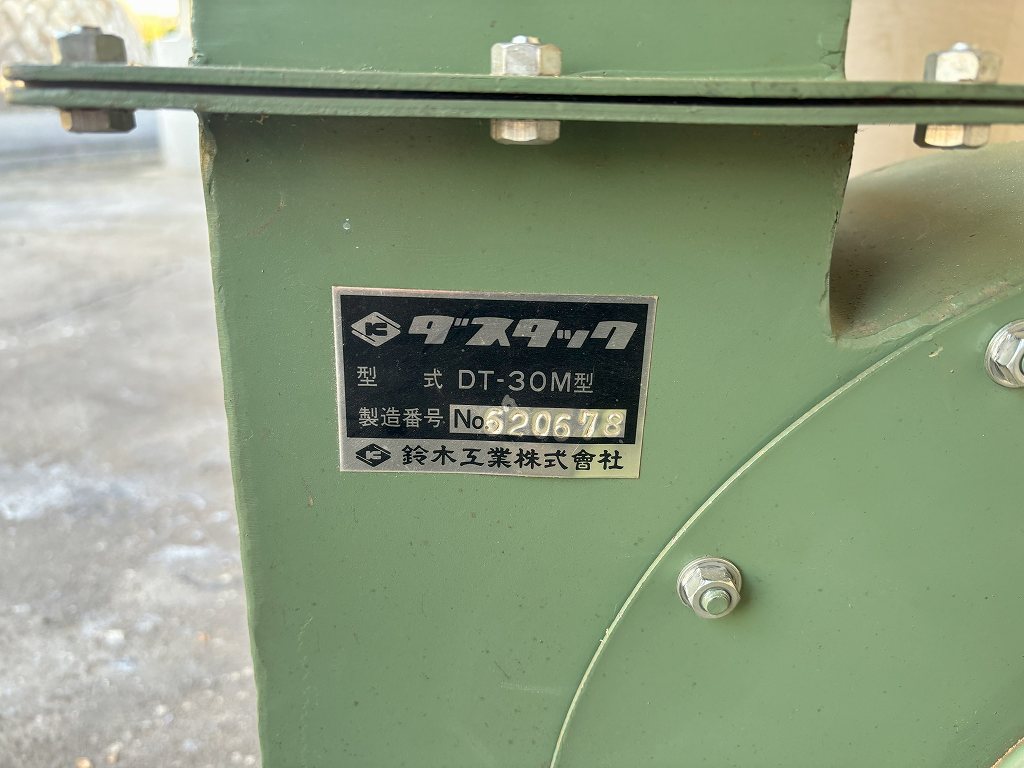 ダスタック
型式 DT-30M型
製造番号 No.520678
鈴木工業株式會社